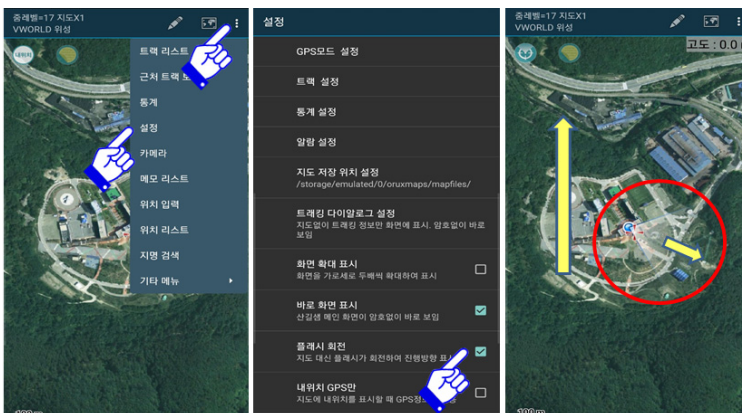 줌레벨=17 지도X1
VWORLD 위성
내위치
트랙 리스트
근처 트랙
통계
설정
카메라
메모 리스트
위치 입력
위치 리스트
지명 검색
기타 메뉴
100 m
설정
GPS모드 설정
트랙 설정
통계 설정
알람 설정
지도 저장 위치 설정
/storage/emulated/0/oruxmaps/mapfiles/
트래킹 다이알로그 설정
지도없이 트래킹 정보만 화면에 표시. 암호없이 바로
보임
화면 확대 표시
화면을 가로세로 두배씩 확대하여 표시
바로 화면 표시
산길샘 메인 화면이 암호없이 바로 보임
플래시 회전
지도 대신 플래시가 회전하여 진행방향
내위치 GPS만
지도에 내위치를 표시할 때
줌레벨=17 지도X1
VWORLD 위성
고도 : 0.0
100 m